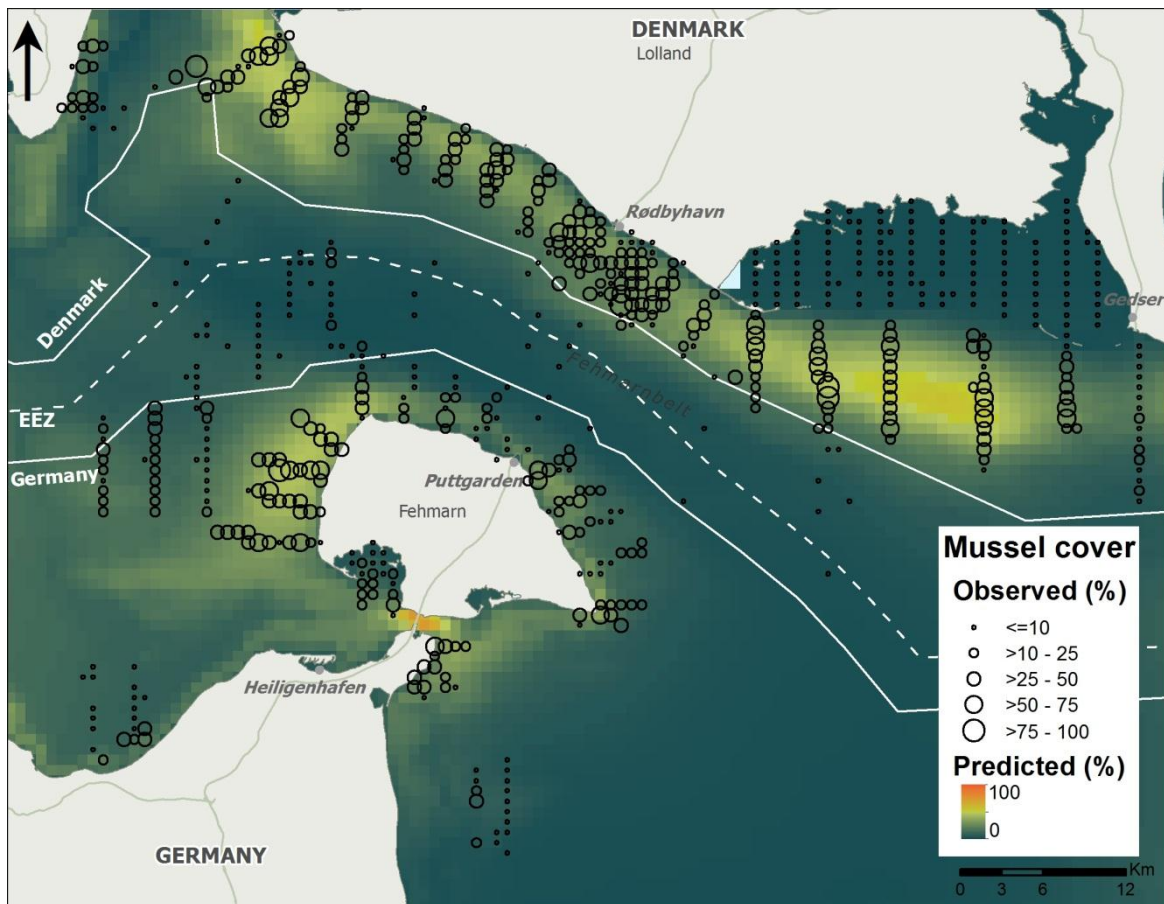 DENMARK
Lolland
Rødbyhavn
Gedser
Denmark
Fehmarnbelt
EEZ
Germany
Puttgarden
Fehmarn
Heiligenhafen
GERMANY
Mussel cover
Observed (%)
<=10
>10 - 25
>25 - 50
>50 - 75
>75 - 100
Predicted (%)
100
0
Km
0 3 6 12